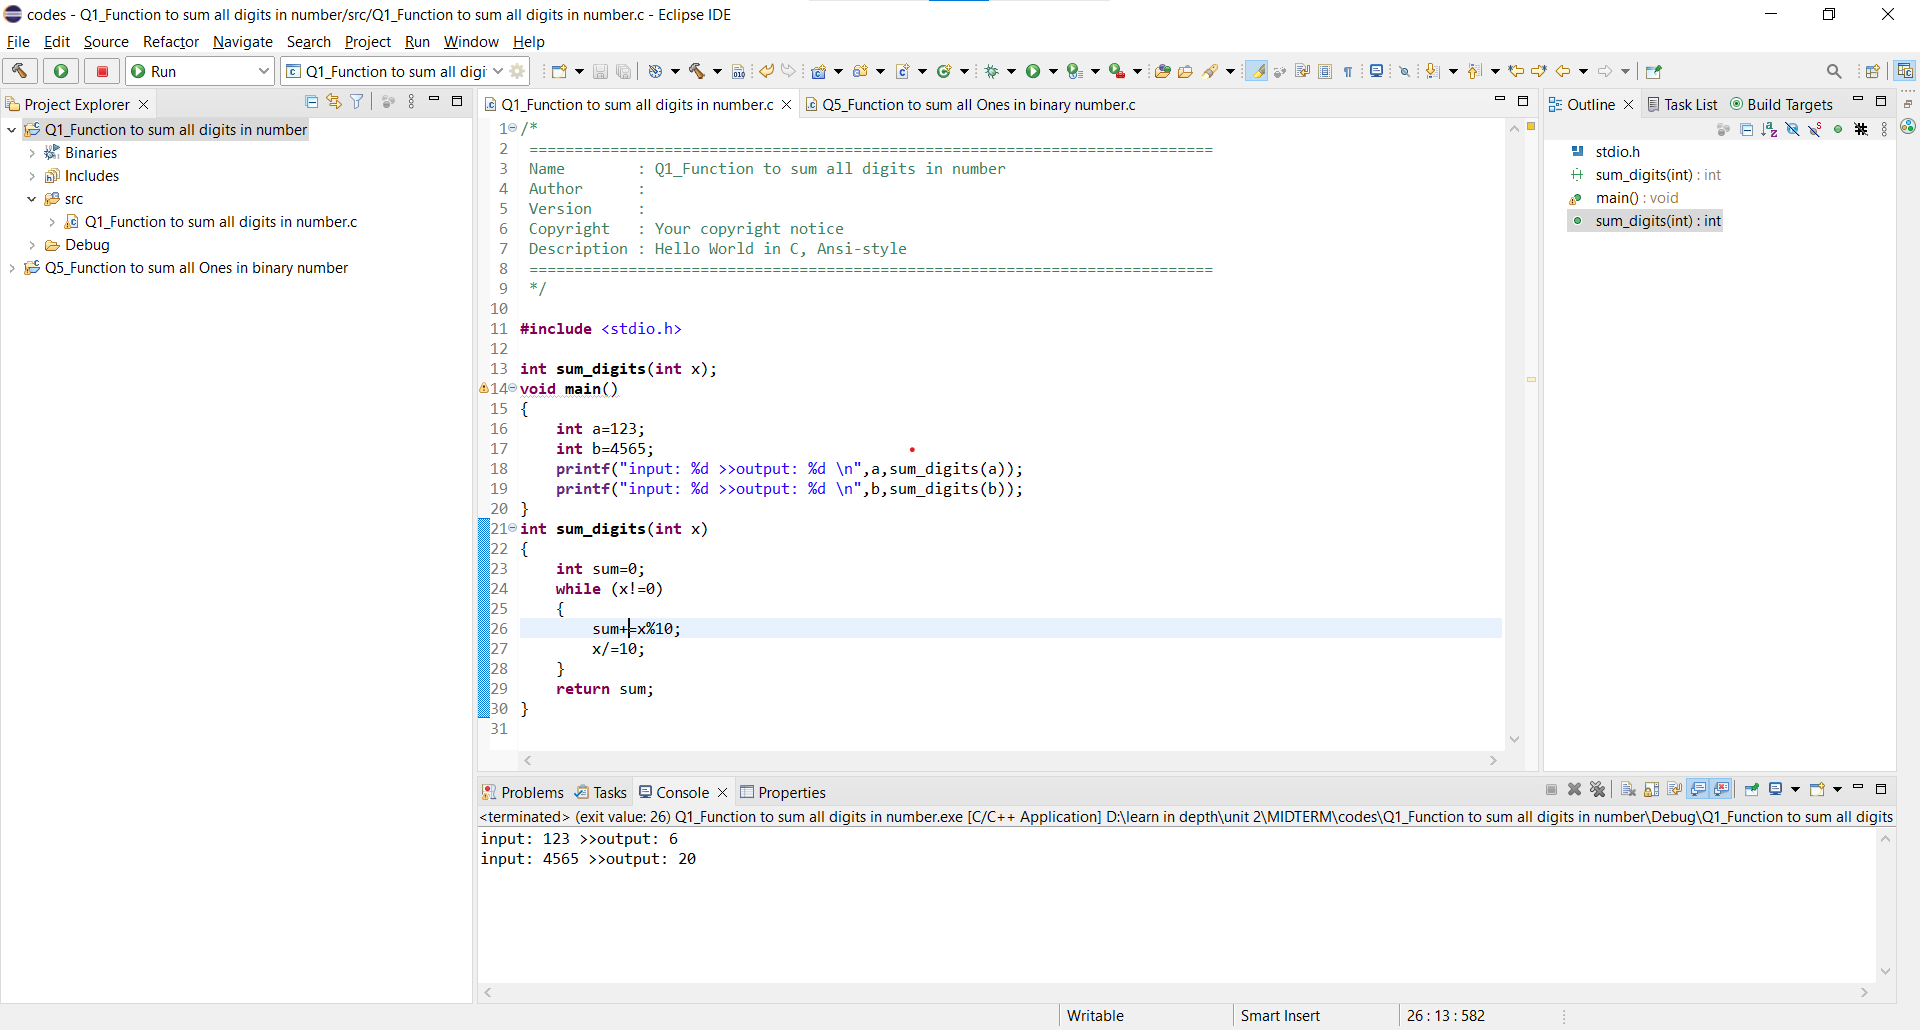 codes - Q1_Function to sum all digits in number/src/Q1_Function to sum all digits in number.c - Eclipse IDE
File Edit Source Refactor Navigate Search Project Run Window Help
Run
Q1_Function to sum all digi
Project Explorer
Q1_Function to sum all digits in number
Binaries
Includes
src
Q1_Function to sum all digits in number.c
Debug
Q5_Function to sum all Ones in binary number
Q1_Function to sum all digits in number.c
Q5_Function to sum all Ones in binary number.c
1 /*
2 ============================================================================
3 Name        : Q1_Function to sum all digits in number
4 Author      :
5 Version     :
6 Copyright   : Your copyright notice
7 Description : Hello World in C, Ansi-style
8 ============================================================================
9 */
10
11 #include <stdio.h>
12
13 int sum_digits(int x);
14 void main()
15 {
16     int a=123;
17     int b=4565;
18     printf("input: %d >>output: %d \n",a,sum_digits(a));
19     printf("input: %d >>output: %d \n",b,sum_digits(b));
20 }
21 int sum_digits(int x)
22 {
23     int sum=0;
24     while (x!=0)
25     {
26         sum+=x%10;
27         x/=10;
28     }
29     return sum;
30 }
31
Outline Task List Build Targets
stdio.h
sum_digits(int) : int
main() : void
sum_digits(int) : int
Problems Tasks Console Properties
<terminated> (exit value: 26) Q1_Function to sum all digits in number.exe [C/C++ Application] D:\learn in depth\unit 2\MIDTERM\codes\Q1_Function to sum all digits in number\Debug\Q1_Function to sum all digits
input: 123 >>output: 6
input: 4565 >>output: 20
Writable
Smart Insert
26 : 13 : 582